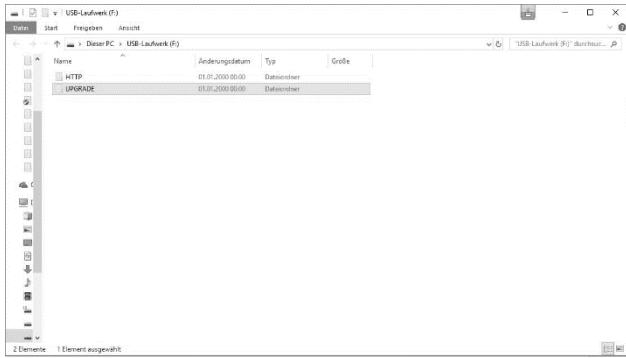 USB-Laufwerk (F:)
Datei Start Freigeben Ansicht
Dieser PC > USB-Laufwerk (F:) "USB-Laufwerk (F:)" durchsuc...
Name Änderungsdatum Typ Größe
HTTP 01.01.2000 00:00 Dateiordner
UPGRADE 01.01.2000 00:00 Dateiordner
2 Elemente 1 Element ausgewählt